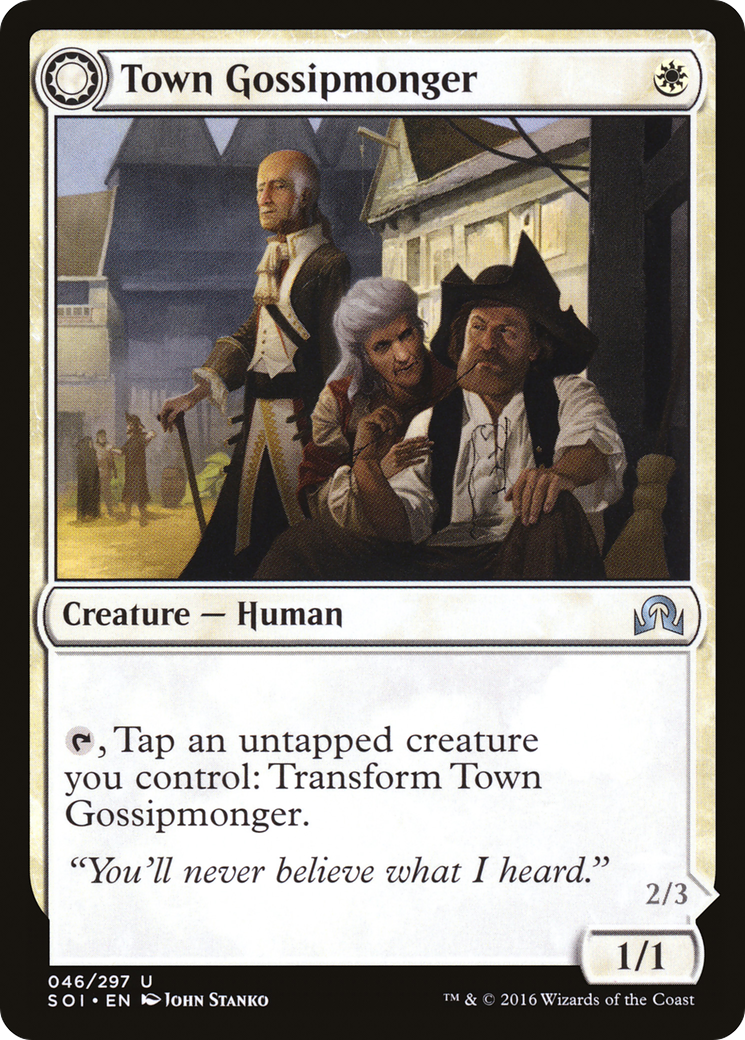 Town Gossipmonger
Creature — Human
, Tap an untapped creature
you control: Transform Town
Gossipmonger.
“You’ll never believe what I heard.”
2/3
1/1
046/297 U
SOI • EN John Stanko
™ & © 2016 Wizards of the Coast